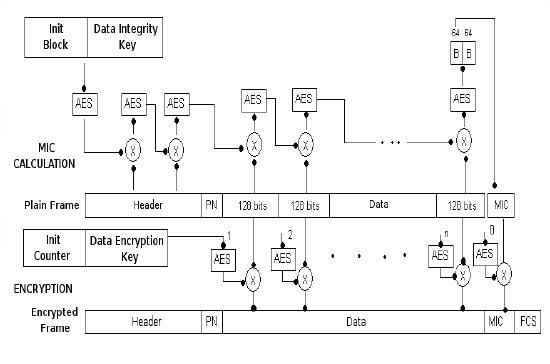 Init Block
Data Integrity Key
64 64
B B
AES
AES AES
AES AES
AES
X X
X X
X
. . .
MIC CALCULATION
Plain Frame
Header PN 128 bits 128 bits Data 128 bits MIC
Init Counter
Data Encryption Key
1 2 n 0
AES AES AES AES
X X X X
. . . .
ENCRYPTION
Encrypted Frame
Header PN Data MIC FCS